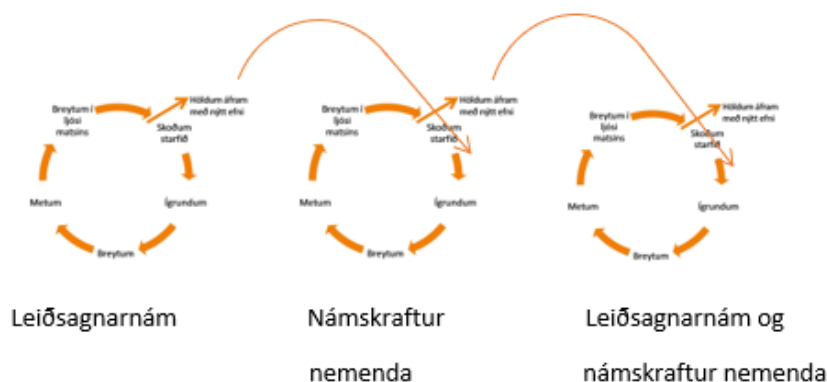 Breytum í
ljósi
matsins
Höldum áfram
með nýtt efni
Skoðum
starfið
Ígrundum
Breytum
Metum
Breytum í
ljósi
matsins
Höldum áfram
með nýtt efni
Skoðum
starfið
Ígrundum
Breytum
Metum
Breytum í
ljósi
matsins
Höldum áfram
með nýtt efni
Skoðum
starfið
Ígrundum
Breytum
Metum
Leiðsagnarnám
Námskraftur
nemenda
Leiðsagnarnám og
námskraftur nemenda